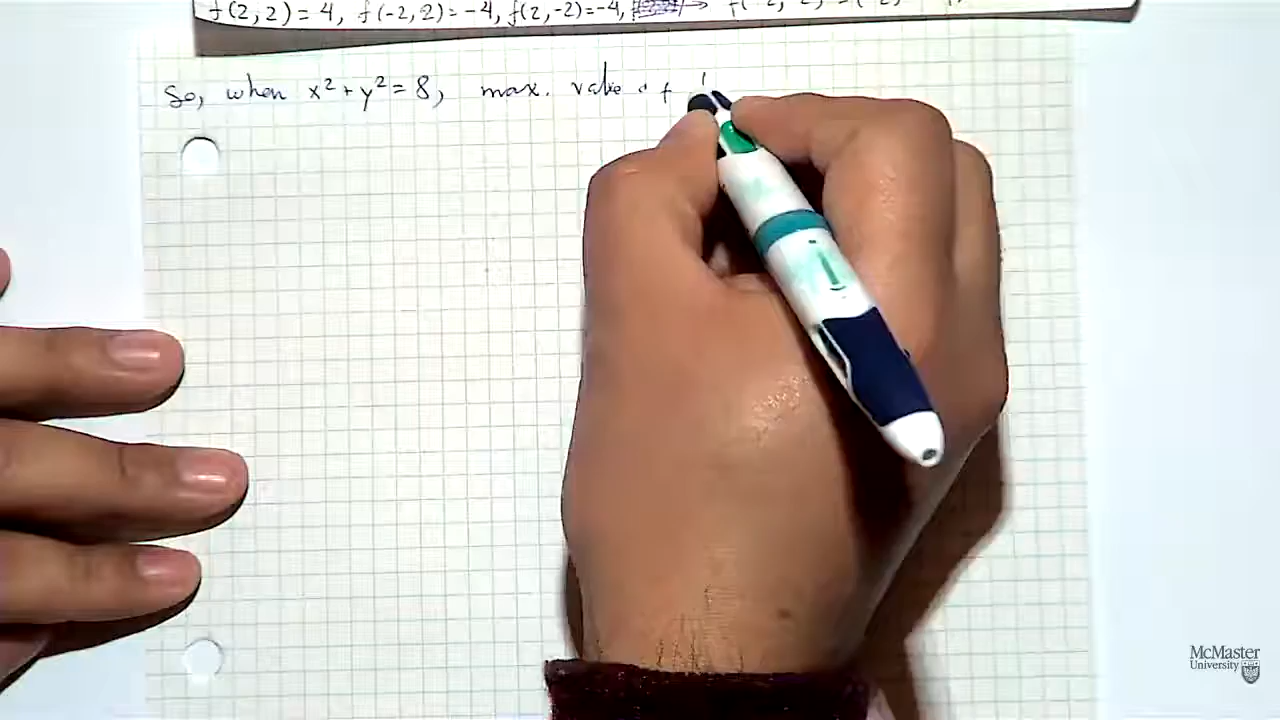 f(2,2) = 4, f(-2,2) = -4, f(2,-2) = -4,
So, when x² + y² = 8, max. value of
McMaster
University